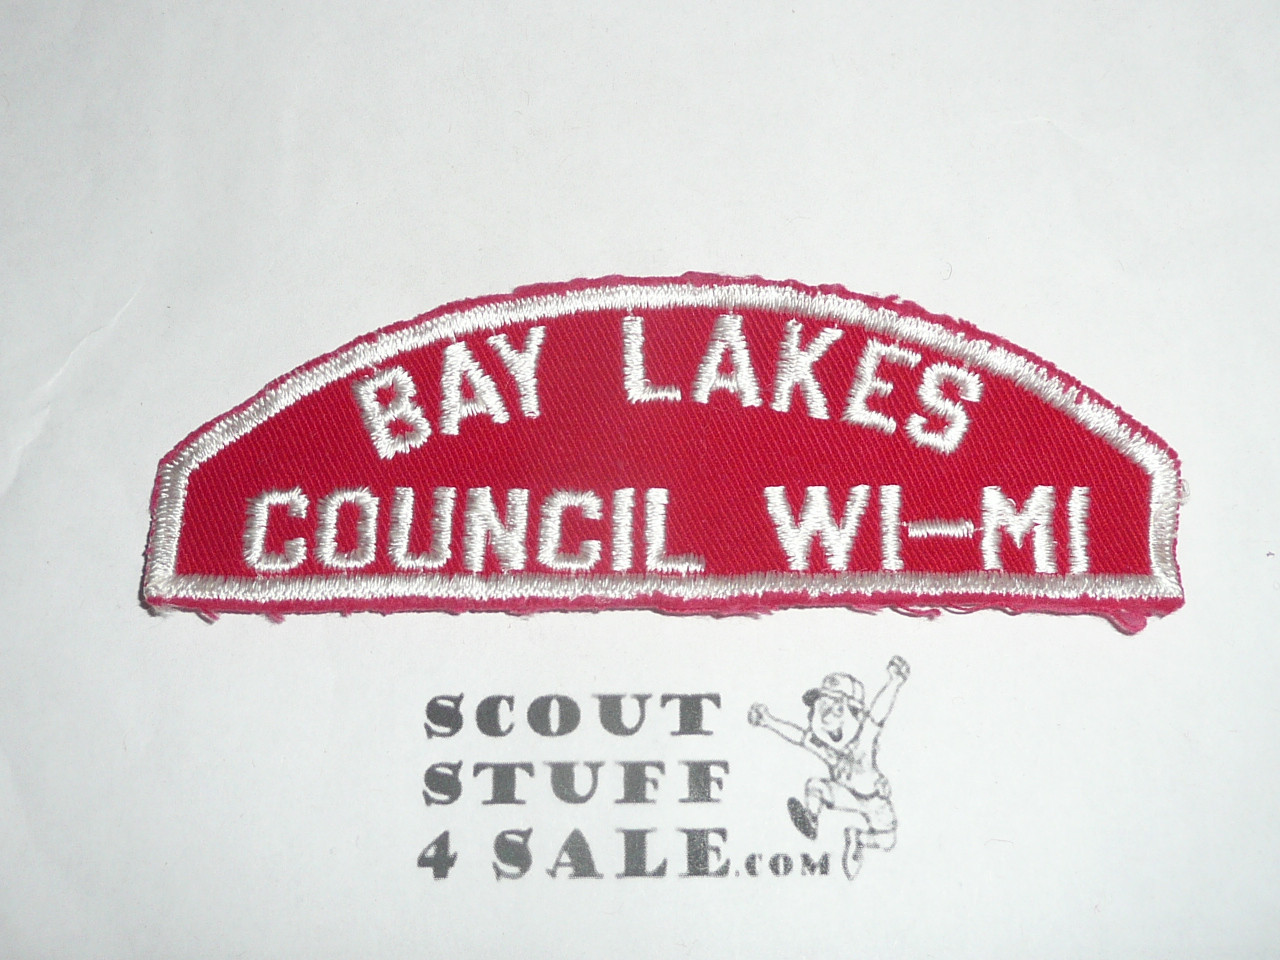 BAY LAKES
COUNCIL WI-MI
SCOUT
STUFF
4 SALE.COM